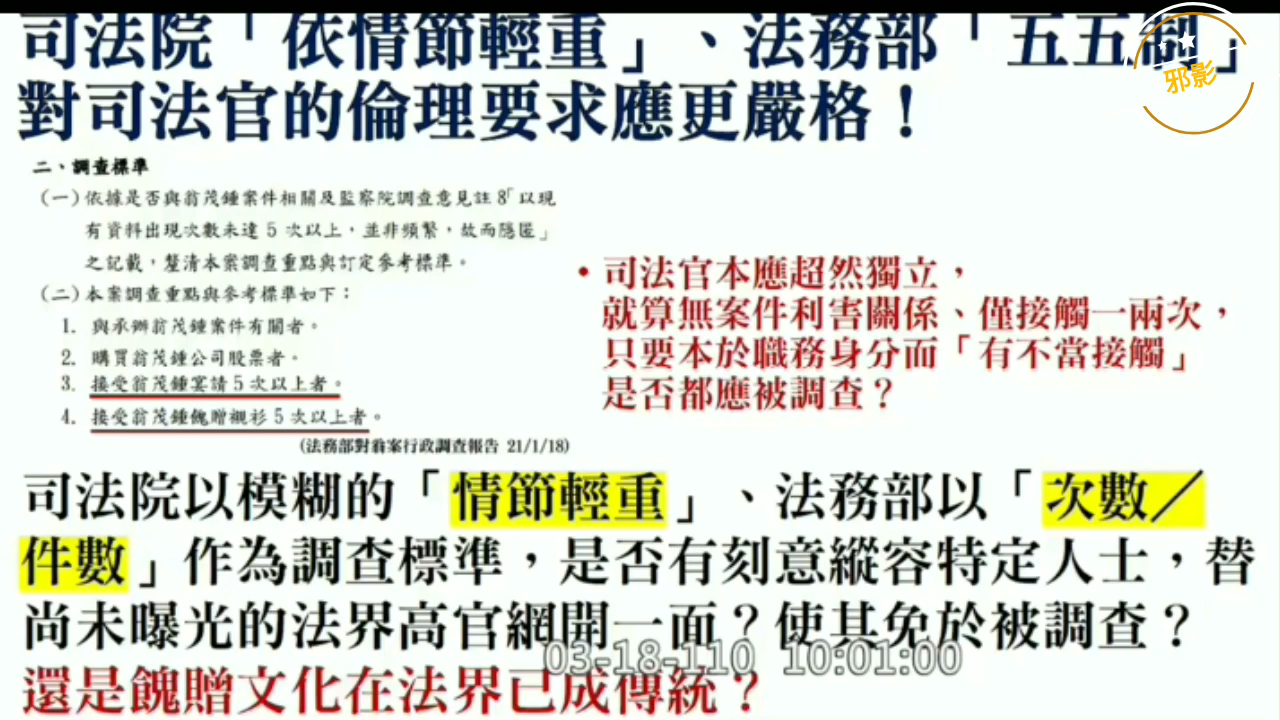 司法院「依情節輕重」、法務部「五五制」
對司法官的倫理要求應更嚴格！
邪影
二、調查標準
(一)依據是否與翁茂鍾案件相關及監察院調查意見註 8「以現
有資料出現次數未達 5 次以上，並非頻繁，故而隱匿」
之記載，釐清本案調查重點與訂定參考標準。
(二)本案調查重點與參考標準如下：
1. 與承辦翁茂鍾案件有關者。
2. 購買翁茂鍾公司股票者。
3. 接受翁茂鍾宴請 5 次以上者。
4. 接受翁茂鍾餽贈襯衫 5 次以上者。
(法務部對翁案行政調查報告 21/1/18)
• 司法官本應超然獨立，
就算無案件利害關係、僅接觸一兩次，
只要本於職務身分而「有不當接觸」
是否都應被調查？
司法院以模糊的「情節輕重」、法務部以「次數／
件數」作為調查標準，是否有刻意縱容特定人士，替
尚未曝光的法界高官網開一面？使其免於被調查？
還是餽贈文化在法界已成傳統？
03-18-110 10:01:00